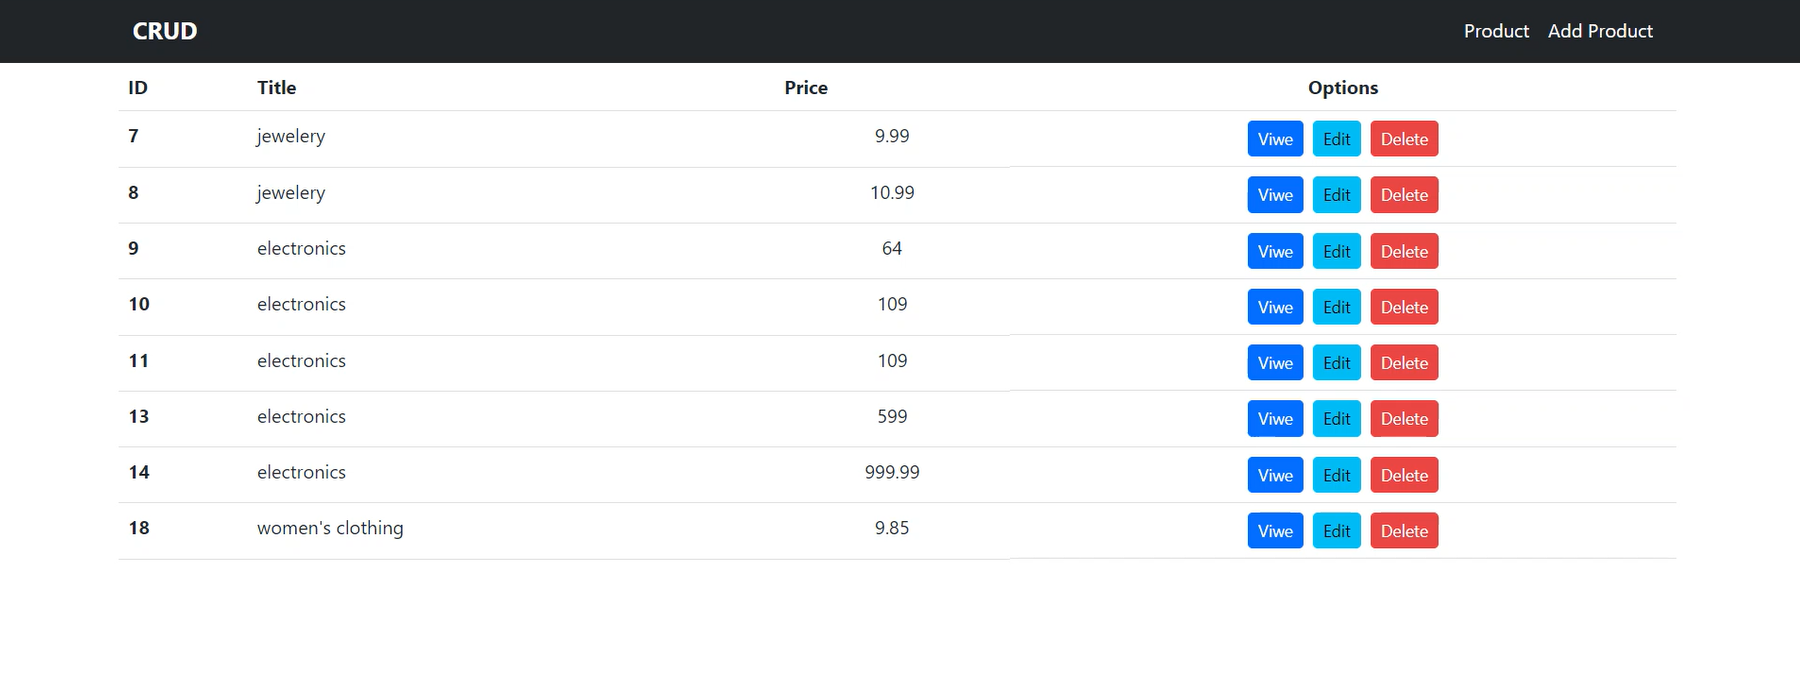 CRUD Product Add Product
ID Title Price Options
7 jewelery 9.99 Viwe Edit Delete
8 jewelery 10.99 Viwe Edit Delete
9 electronics 64 Viwe Edit Delete
10 electronics 109 Viwe Edit Delete
11 electronics 109 Viwe Edit Delete
13 electronics 599 Viwe Edit Delete
14 electronics 999.99 Viwe Edit Delete
18 women's clothing 9.85 Viwe Edit Delete